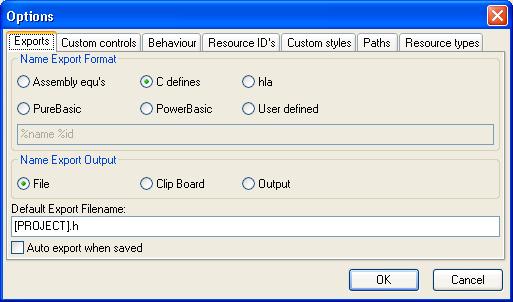 Options
Exports Custom controls Behaviour Resource ID's Custom styles Paths Resource types
Name Export Format
Assembly equ's C defines hla
PureBasic PowerBasic User defined
%name %id
Name Export Output
File Clip Board Output
Default Export Filename:
[PROJECT].h
Auto export when saved
OK Cancel